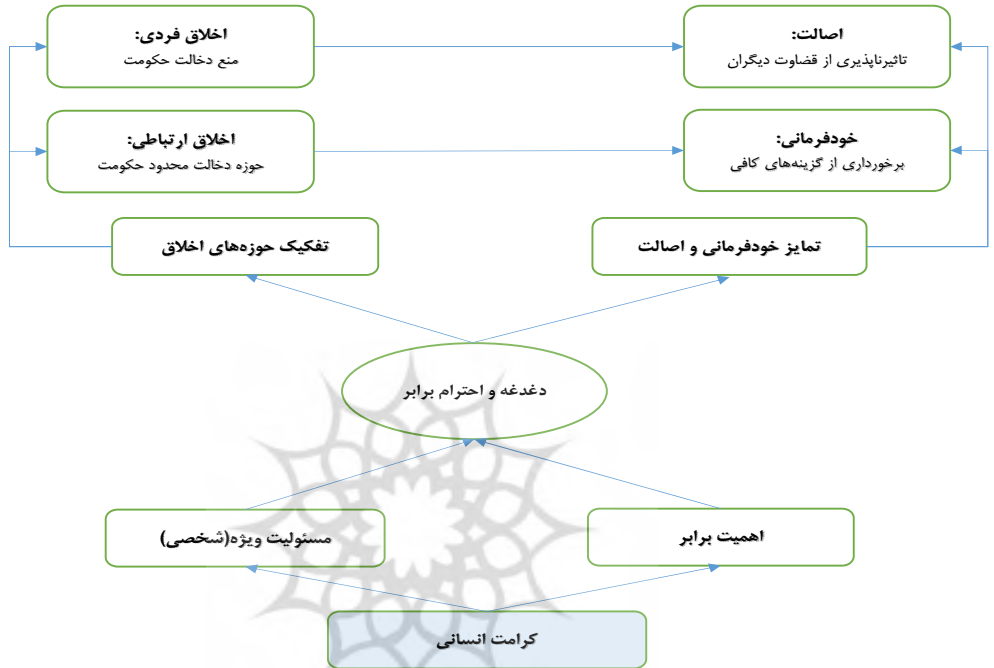 اصالت:
تاثیرناپذیری از قضاوت دیگران
اخلاق فردی:
منع دخالت حکومت
خودفرمانی:
برخورداری از گزینه‌های کافی
اخلاق ارتباطی:
حوزه دخالت محدود حکومت
تمایز خودفرمانی و اصالت
تفکیک حوزه‌های اخلاق
دغدغه و احترام برابر
اهمیت برابر
مسئولیت ویژه(شخصی)
کرامت انسانی